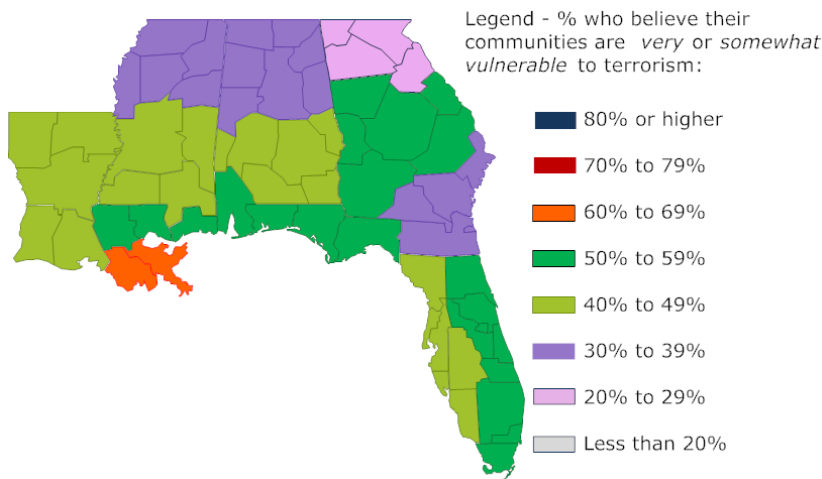 Legend - % who believe their
communities are very or somewhat
vulnerable to terrorism:
80% or higher
70% to 79%
60% to 69%
50% to 59%
40% to 49%
30% to 39%
20% to 29%
Less than 20%